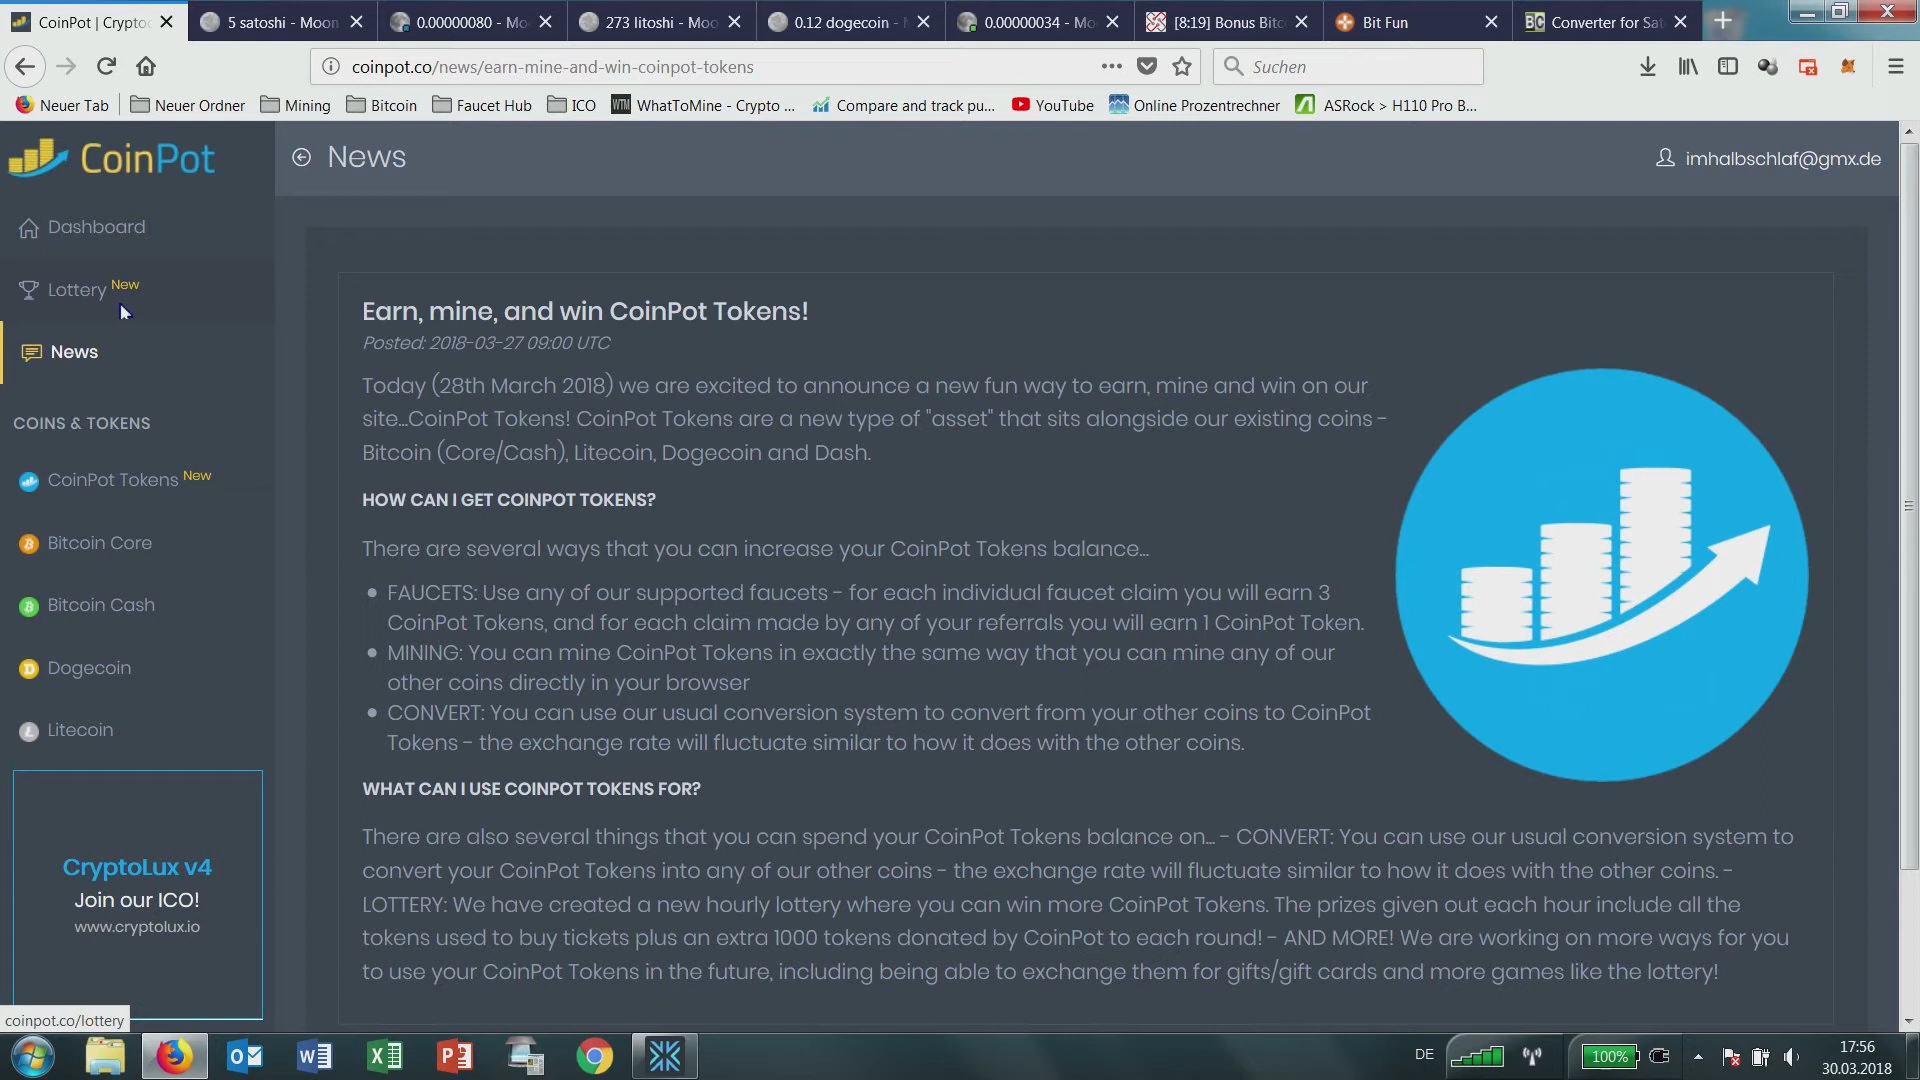 CoinPot | Cryptoc
5 satoshi - Moon
0.00000080 - Mo
273 litoshi - Moo
0.12 dogecoin -
0.00000034 - Mo
[8:19] Bonus Bitc
Bit Fun
Converter for Sat
coinpot.co/news/earn-mine-and-win-coinpot-tokens
Suchen
Neuer Tab
Neuer Ordner
Mining
Bitcoin
Faucet Hub
ICO
WTM WhatToMine - Crypto ...
Compare and track pu...
YouTube
Online Prozentrechner
ASRock > H110 Pro B...
CoinPot
News
imhalbschlaf@gmx.de
Dashboard
Lottery New
News
COINS & TOKENS
CoinPot Tokens New
Bitcoin Core
Bitcoin Cash
Dogecoin
Litecoin
CryptoLux v4
Join our ICO!
www.cryptolux.io
Earn, mine, and win CoinPot Tokens!
Posted: 2018-03-27 09:00 UTC
Today (28th March 2018) we are excited to announce a new fun way to earn, mine and win on our
site...CoinPot Tokens! CoinPot Tokens are a new type of "asset" that sits alongside our existing coins -
Bitcoin (Core/Cash), Litecoin, Dogecoin and Dash.
HOW CAN I GET COINPOT TOKENS?
There are several ways that you can increase your CoinPot Tokens balance...
• FAUCETS: Use any of our supported faucets - for each individual faucet claim you will earn 3
CoinPot Tokens, and for each claim made by any of your referrals you will earn 1 CoinPot Token.
• MINING: You can mine CoinPot Tokens in exactly the same way that you can mine any of our
other coins directly in your browser
• CONVERT: You can use our usual conversion system to convert from your other coins to CoinPot
Tokens - the exchange rate will fluctuate similar to how it does with the other coins.
WHAT CAN I USE COINPOT TOKENS FOR?
There are also several things that you can spend your CoinPot Tokens balance on... - CONVERT: You can use our usual conversion system to
convert your CoinPot Tokens into any of our other coins - the exchange rate will fluctuate similar to how it does with the other coins. -
LOTTERY: We have created a new hourly lottery where you can win more CoinPot Tokens. The prizes given out each hour include all the
tokens used to buy tickets plus an extra 1000 tokens donated by CoinPot to each round! - AND MORE! We are working on more ways for you
to use your CoinPot Tokens in the future, including being able to exchange them for gifts/gift cards and more games like the lottery!
coinpot.co/lottery
DE
100%
17:56
30.03.2018